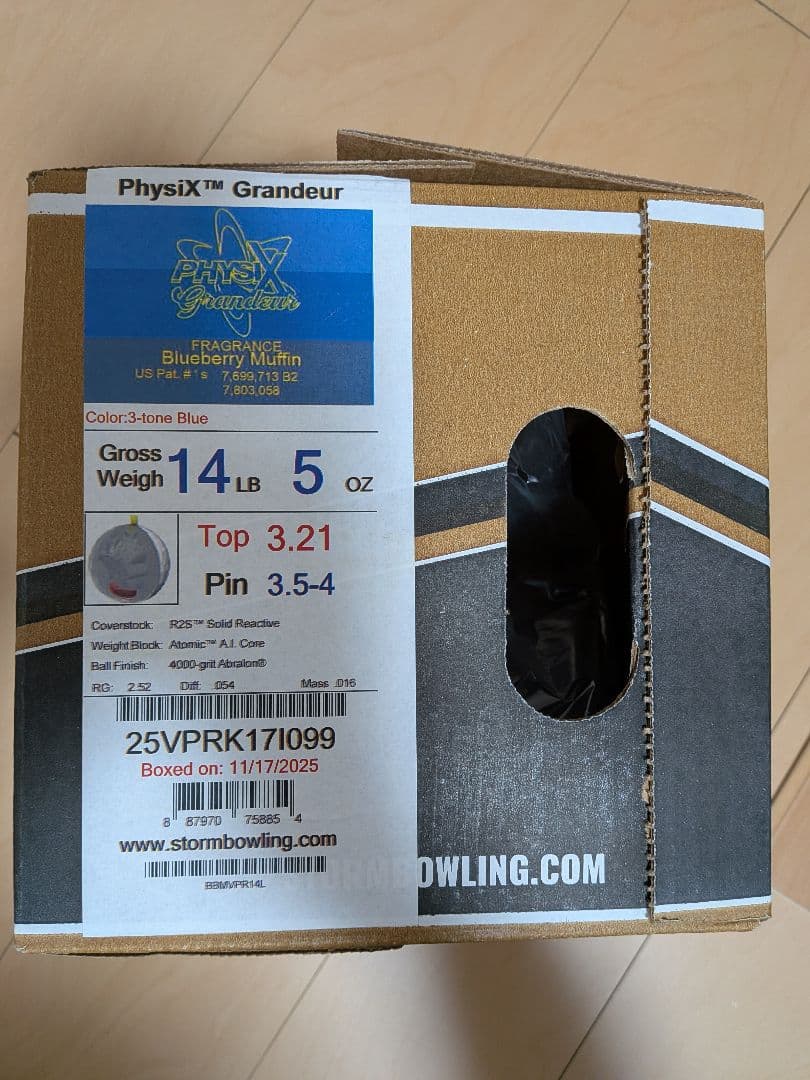 PhysiX™ Grandeur
PHYSIX
Grandeur
FRAGRANCE
Blueberry Muffin
US Pat. #'s 7,699,713 B2
7,803,058
Color:3-tone Blue
Gross Weigh 14 LB 5 OZ
Top 3.21
Pin 3.5-4
Coverstock: R2S™ Solid Reactive
Weight Block: Atomic™ A.I. Core
Ball Finish: 4000-grit Abralon®
RG: 2.52 Diff: .054 Mass .016
25VPRK17I099
Boxed on: 11/17/2025
8 87970 75885 4
www.stormbowling.com
BBMVPR14L
STORMBOWLING.COM